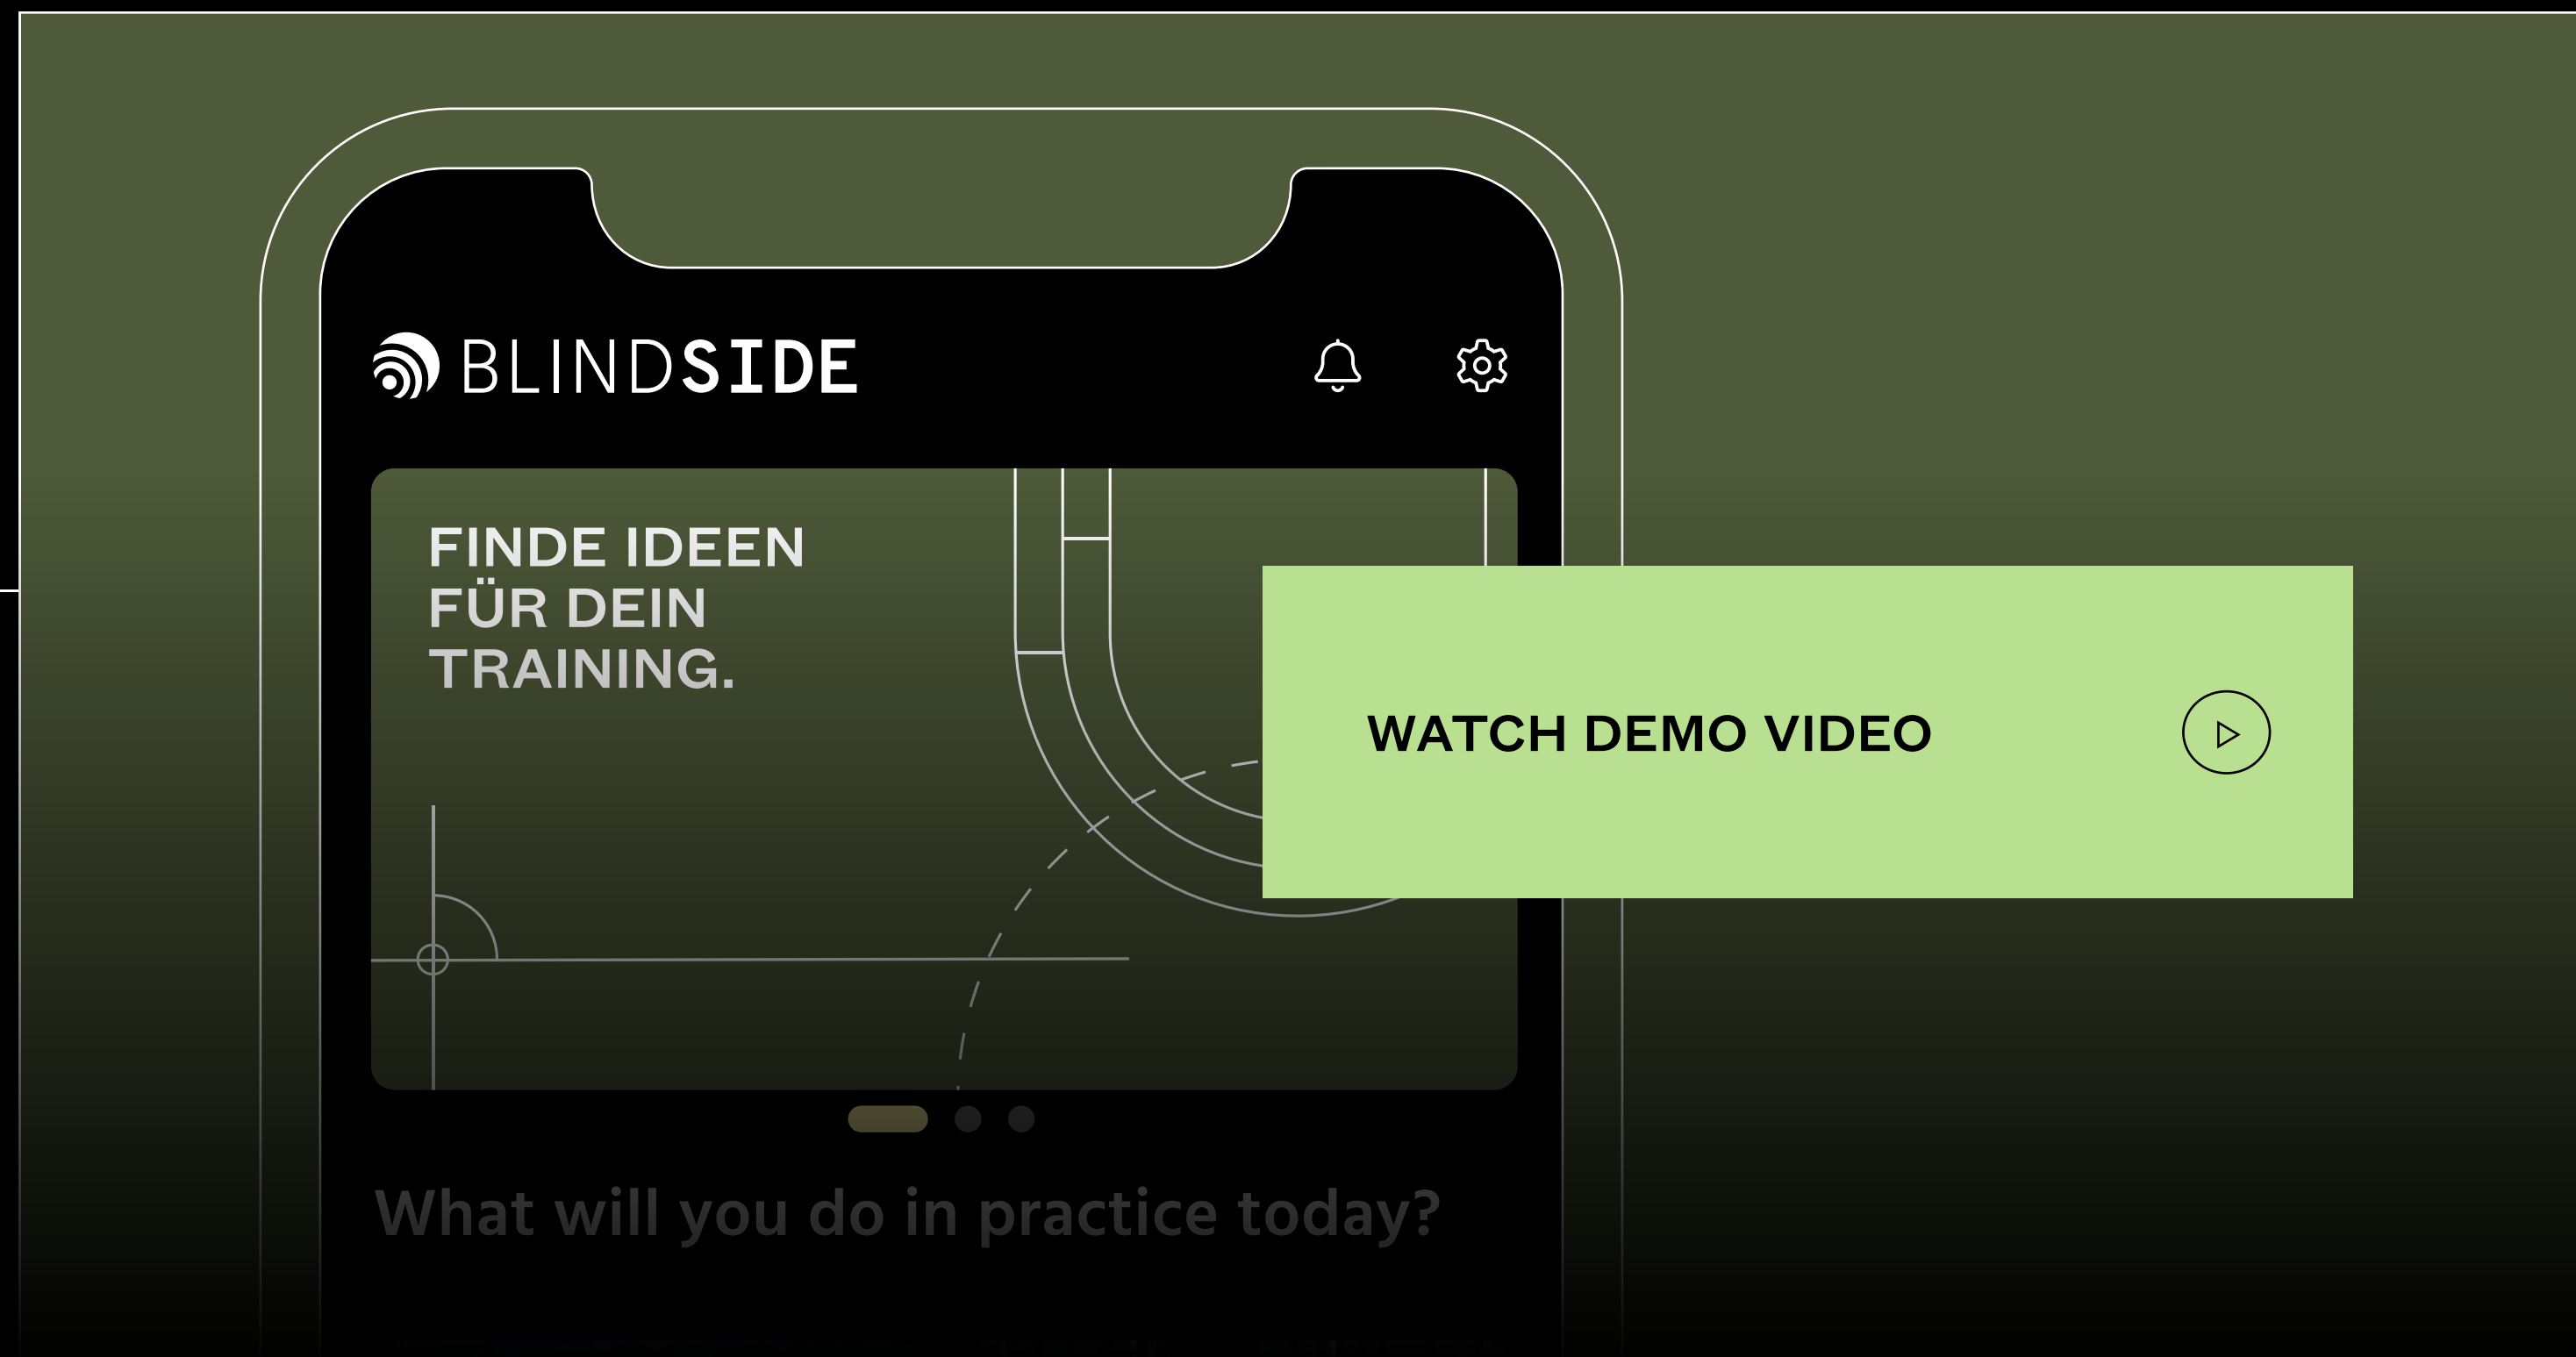 BLINDSIDE
FINDE IDEEN
FÜR DEIN
TRAINING.
WATCH DEMO VIDEO
What will you do in practice today?